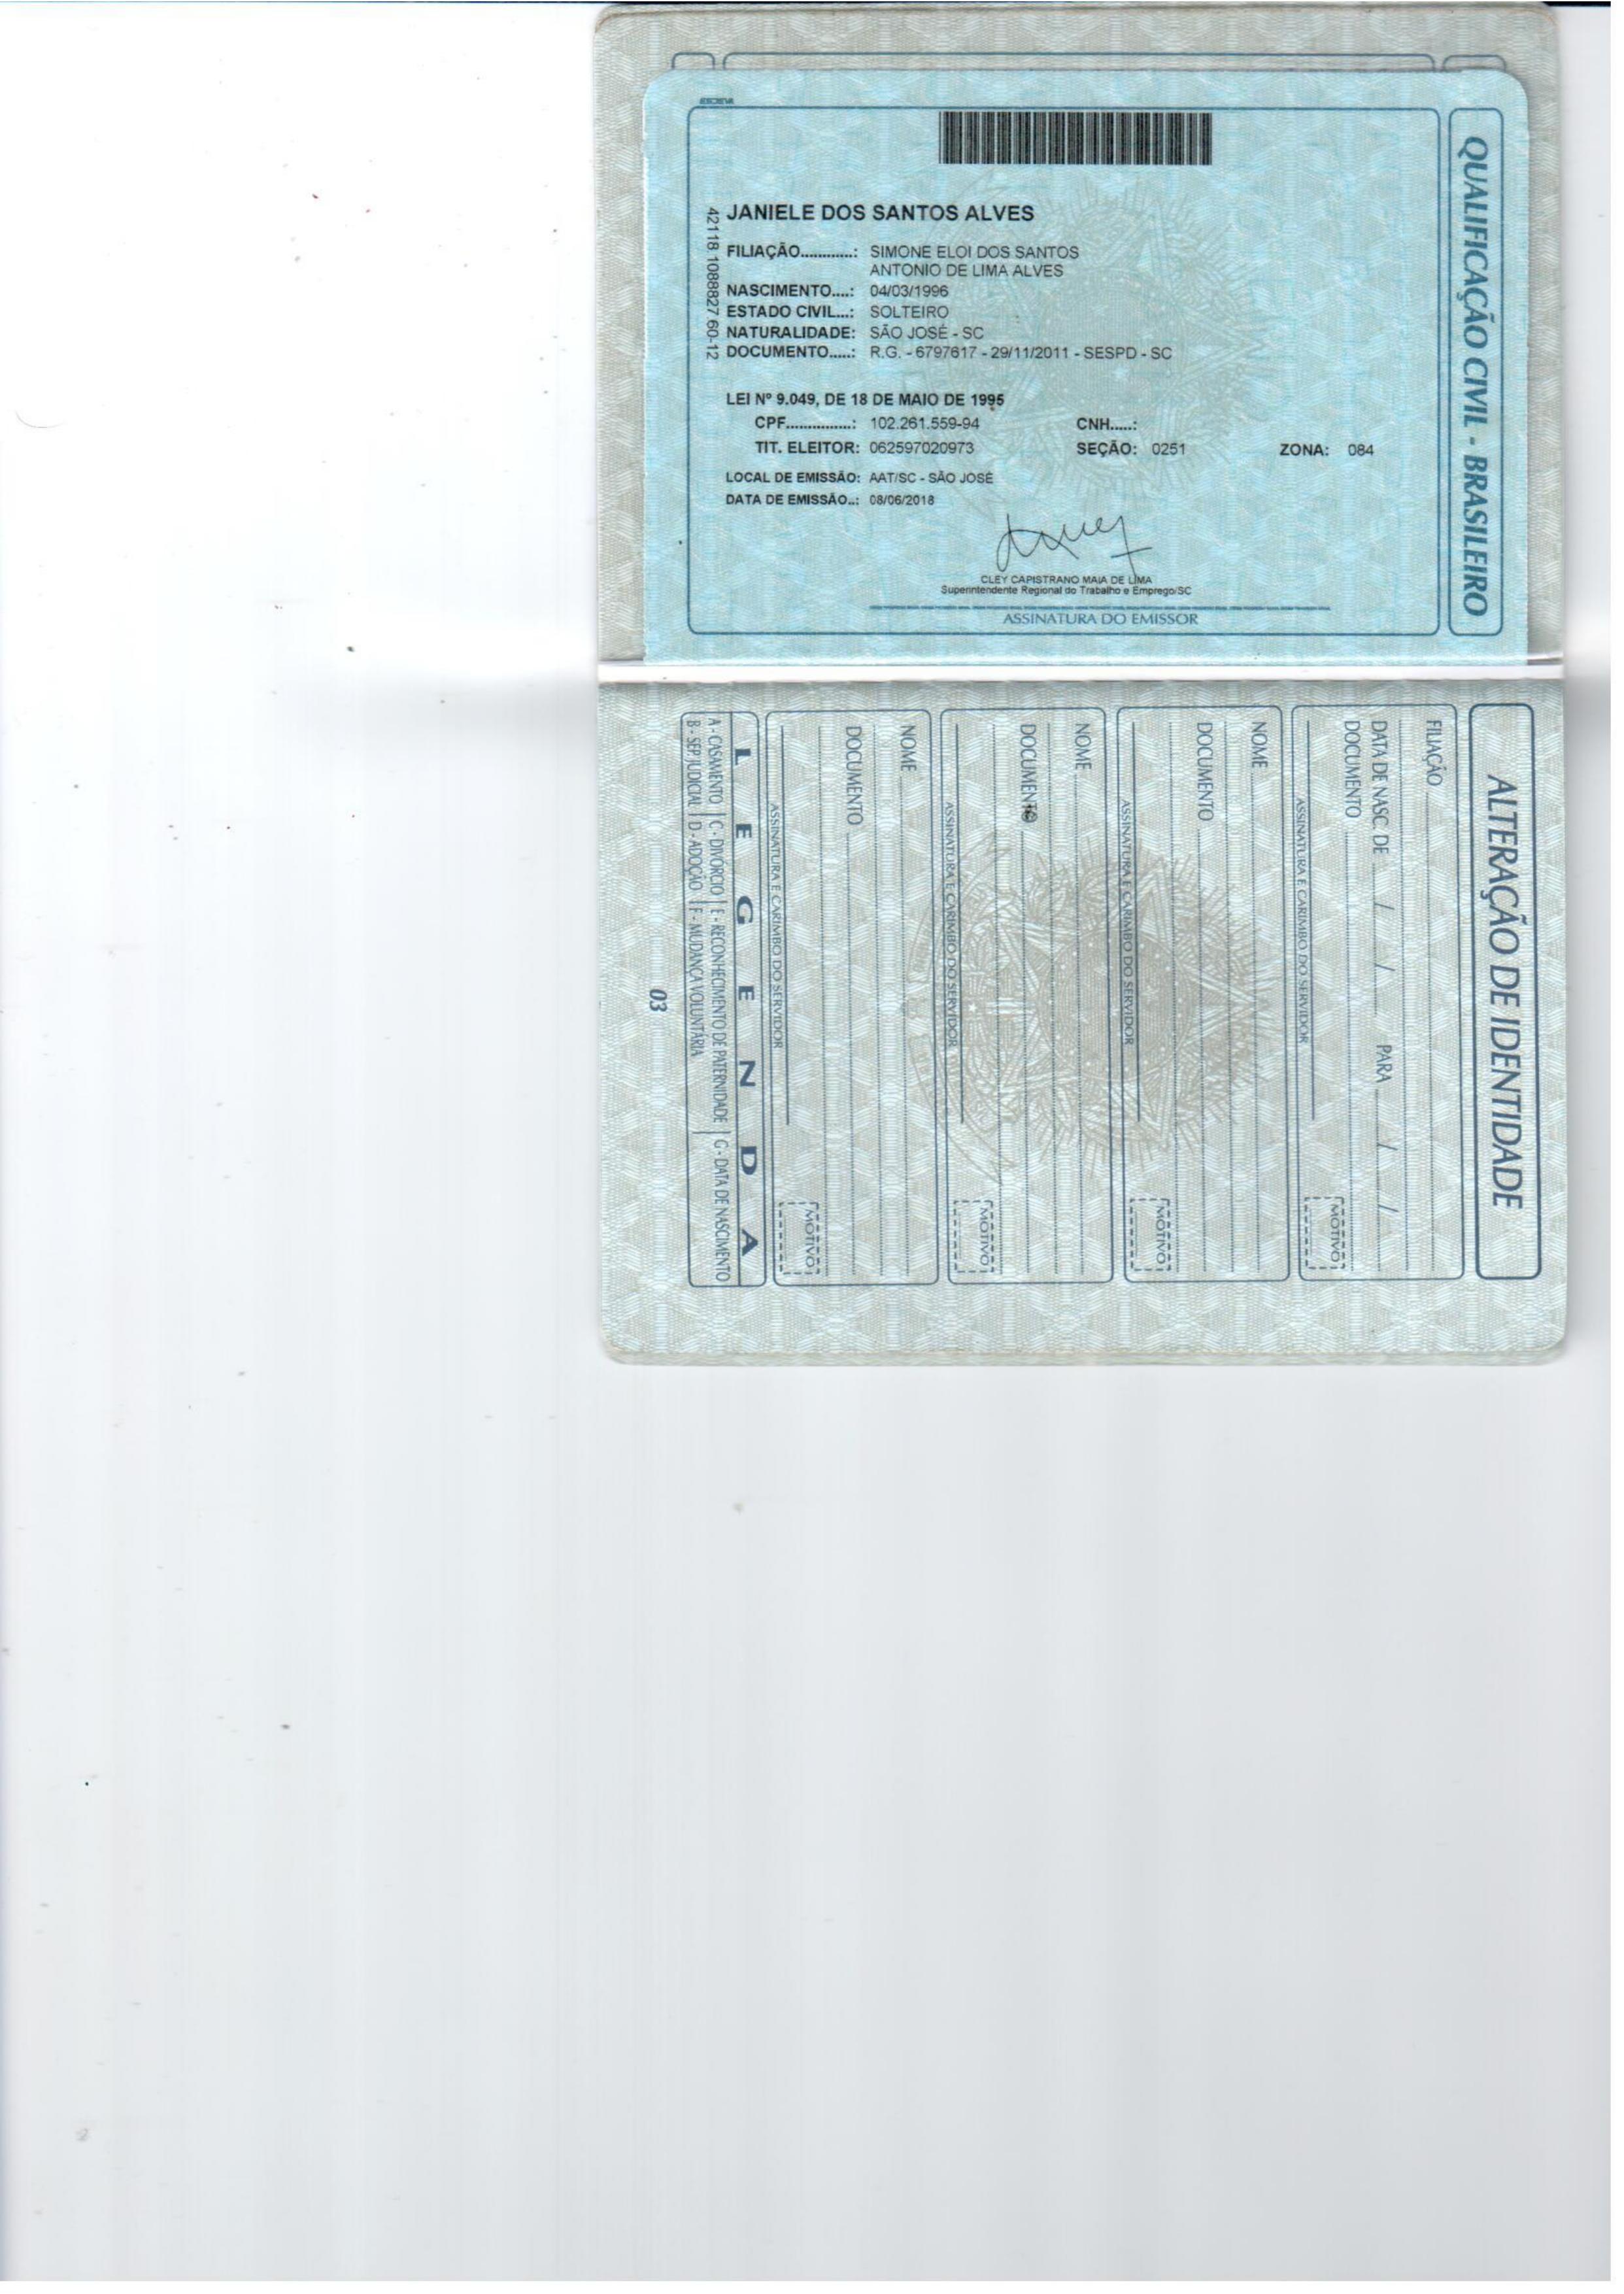 QUALIFICAÇÃO CIVIL - BRASILEIRO
JANIELE DOS SANTOS ALVES
FILIAÇÃO............: SIMONE ELOI DOS SANTOS
ANTONIO DE LIMA ALVES
NASCIMENTO....: 04/03/1996
ESTADO CIVIL...: SOLTEIRO
NATURALIDADE: SÃO JOSÉ - SC
DOCUMENTO.....: R.G. - 6797617 - 29/11/2011 - SESPD - SC
42118 1088827 60-12
LEI Nº 9.049, DE 18 DE MAIO DE 1995
CPF...............: 102.261.559-94 CNH.....:
TIT. ELEITOR: 062597020973 SEÇÃO: 0251 ZONA: 084
LOCAL DE EMISSÃO: AAT/SC - SÃO JOSÉ
DATA DE EMISSÃO..: 08/06/2018
CLEY CAPISTRANO MAIA DE LIMA
Superintendente Regional do Trabalho e Emprego/SC
ASSINATURA DO EMISSOR
ALTERAÇÃO DE IDENTIDADE
FILIAÇÃO
DATA DE NASC. DE / / PARA / /
DOCUMENTO
ASSINATURA E CARIMBO DO SERVIDOR
MOTIVO
NOME
DOCUMENTO
ASSINATURA E CARIMBO DO SERVIDOR
MOTIVO
NOME
DOCUMENTO
ASSINATURA E CARIMBO DO SERVIDOR
MOTIVO
NOME
DOCUMENTO
ASSINATURA E CARIMBO DO SERVIDOR
MOTIVO
LEGENDA
A - CASAMENTO | C - DIVÓRCIO | E - RECONHECIMENTO DE PATERNIDADE | G - DATA DE NASCIMENTO
B - SEP. JUDICIAL | D - ADOÇÃO | F - MUDANÇA VOLUNTÁRIA
03